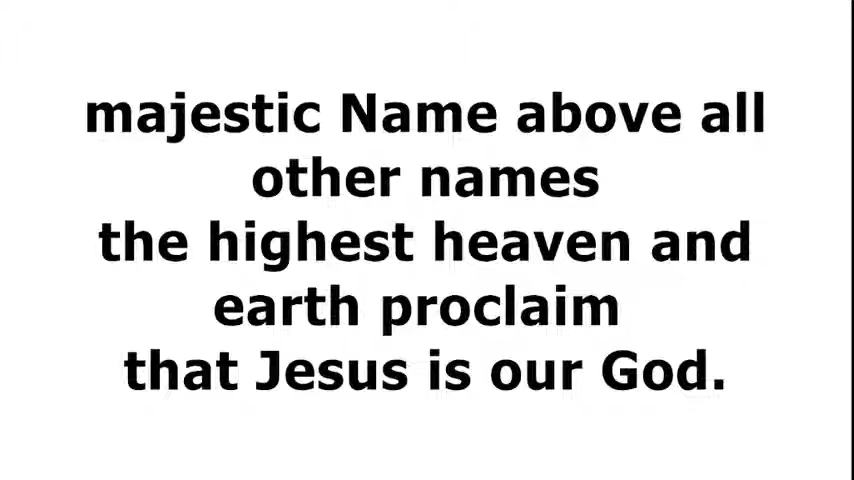 majestic Name above all
other names
the highest heaven and
earth proclaim
that Jesus is our God.